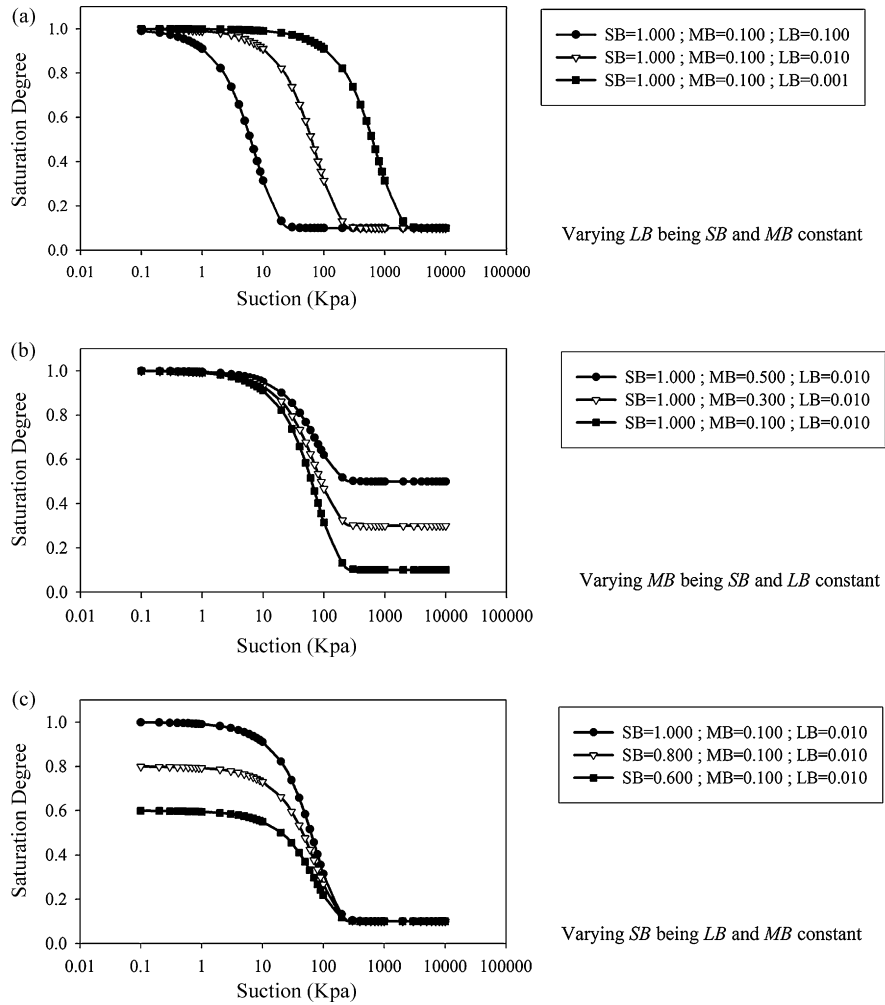 (a)
1.0
0.8
0.6
0.4
0.2
0.0
Saturation Degree
0.01 0.1 1 10 100 1000 10000 100000
Suction (Kpa)
SB=1.000 ; MB=0.100 ; LB=0.100
SB=1.000 ; MB=0.100 ; LB=0.010
SB=1.000 ; MB=0.100 ; LB=0.001
Varying LB being SB and MB constant
(b)
1.0
0.8
0.6
0.4
0.2
0.0
Saturation Degree
0.01 0.1 1 10 100 1000 10000 100000
Suction (Kpa)
SB=1.000 ; MB=0.500 ; LB=0.010
SB=1.000 ; MB=0.300 ; LB=0.010
SB=1.000 ; MB=0.100 ; LB=0.010
Varying MB being SB and LB constant
(c)
1.0
0.8
0.6
0.4
0.2
0.0
Saturation Degree
0.01 0.1 1 10 100 1000 10000 100000
Suction (Kpa)
SB=1.000 ; MB=0.100 ; LB=0.010
SB=0.800 ; MB=0.100 ; LB=0.010
SB=0.600 ; MB=0.100 ; LB=0.010
Varying SB being LB and MB constant